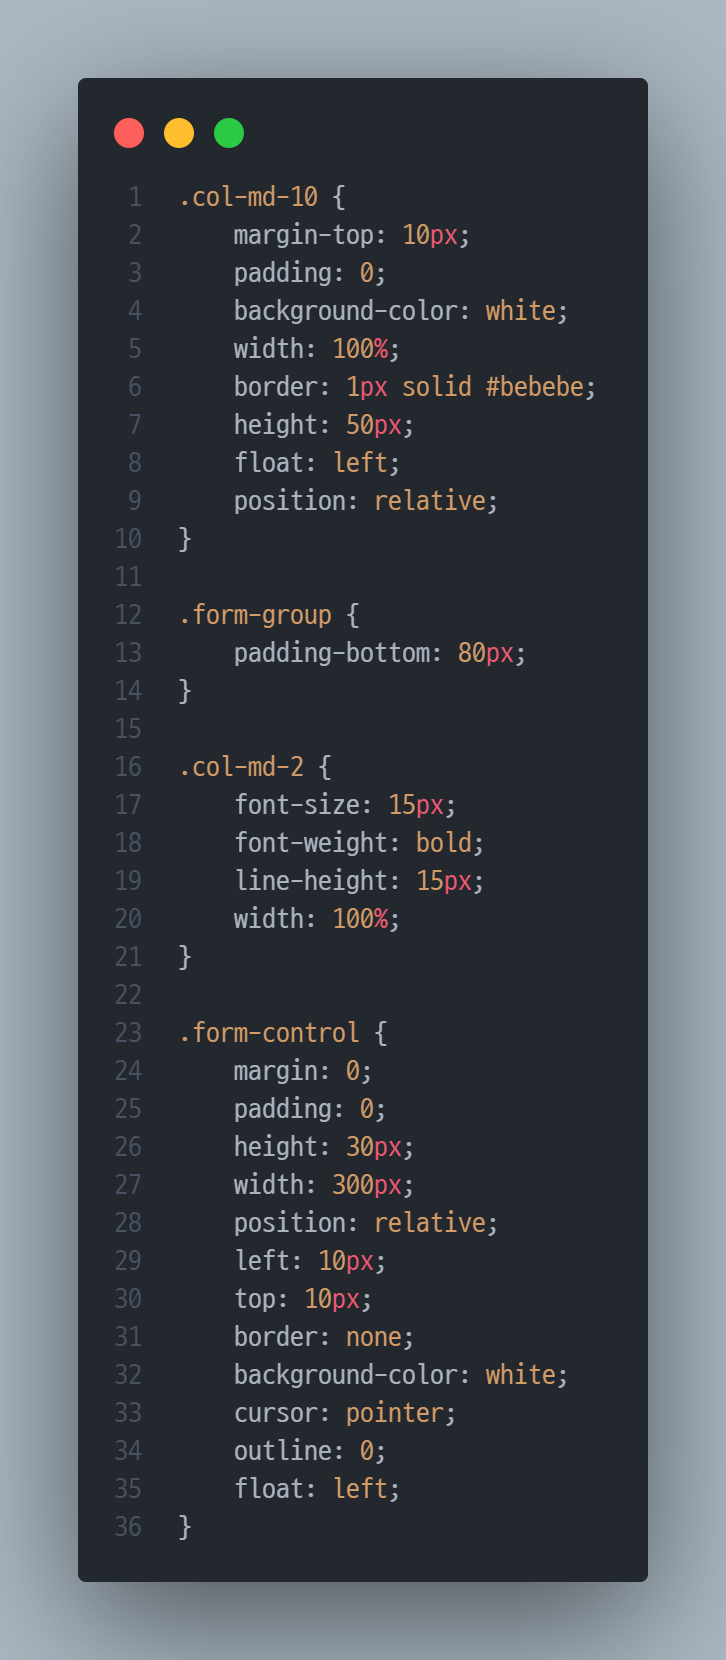 1 .col-md-10 {
2     margin-top: 10px;
3     padding: 0;
4     background-color: white;
5     width: 100%;
6     border: 1px solid #bebebe;
7     height: 50px;
8     float: left;
9     position: relative;
10 }
11
12 .form-group {
13     padding-bottom: 80px;
14 }
15
16 .col-md-2 {
17     font-size: 15px;
18     font-weight: bold;
19     line-height: 15px;
20     width: 100%;
21 }
22
23 .form-control {
24     margin: 0;
25     padding: 0;
26     height: 30px;
27     width: 300px;
28     position: relative;
29     left: 10px;
30     top: 10px;
31     border: none;
32     background-color: white;
33     cursor: pointer;
34     outline: 0;
35     float: left;
36 }